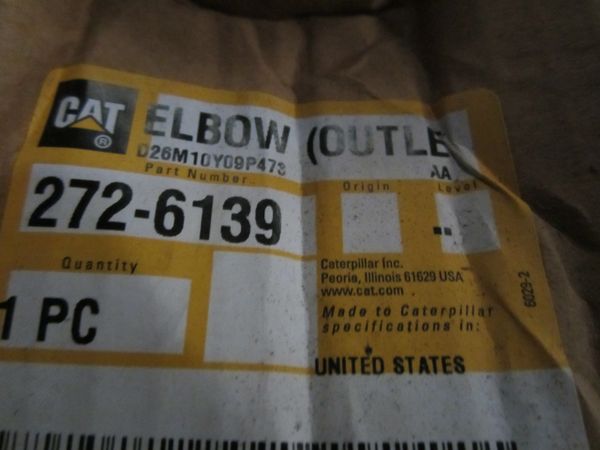 CAT
®
ELBOW (OUTLE
D26M10Y09P473
AA
Part Number
Origin
Level
272-6139
--
Quantity
1 PC
Caterpillar Inc.
Peoria, Illinois 61629 USA
www.cat.com
Made to Caterpillar
specifications in:
6029-2
UNITED STATES